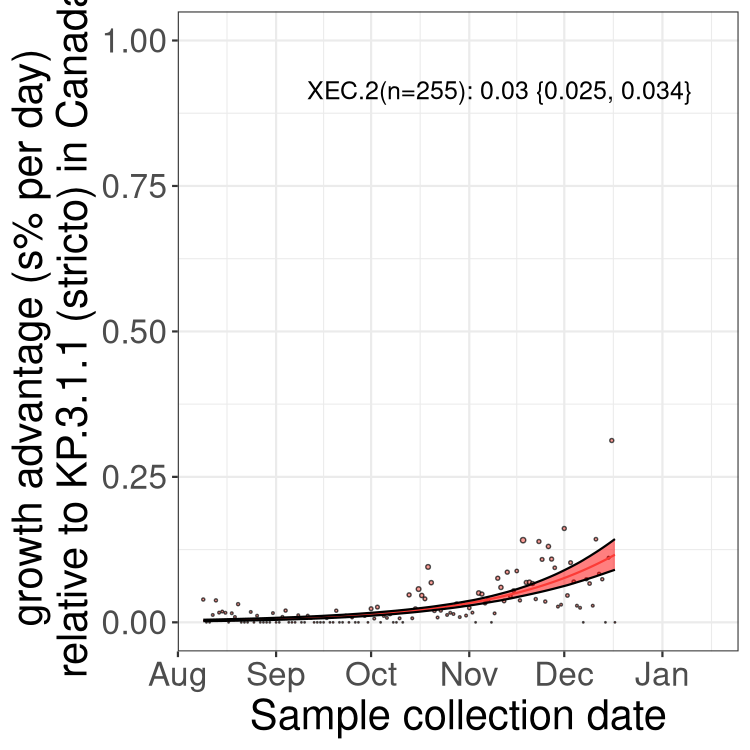 growth advantage (s% per day)
relative to KP.3.1.1 (stricto) in Canada
1.00
0.75
0.50
0.25
0.00
XEC.2(n=255): 0.03 {0.025, 0.034}
Aug Sep Oct Nov Dec Jan
Sample collection date